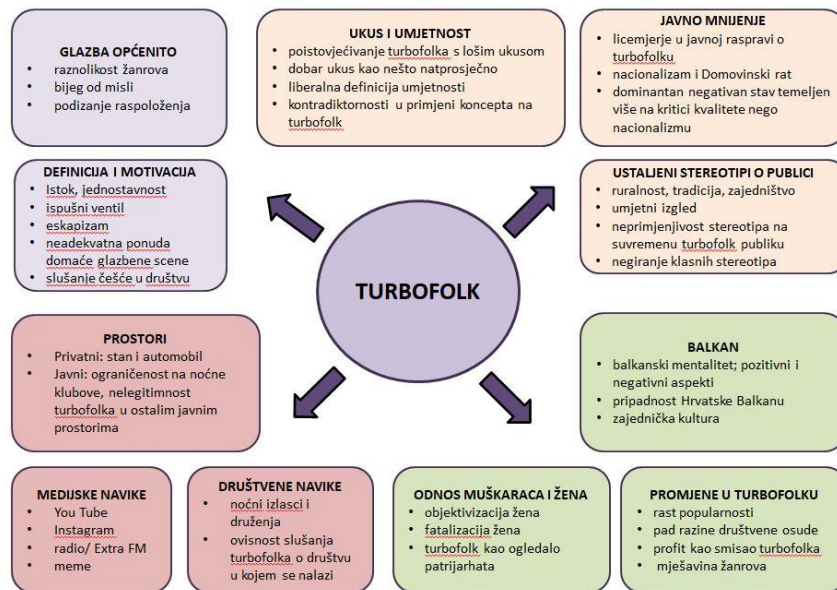 GLAZBA OPĆENITO
• raznolikost žanrova
• bijeg od misli
• podizanje raspoloženja
UKUS I UMJETNOST
• poistovjećivanje turbofolka s lošim ukusom
• dobar ukus kao nešto natprosječno
• liberalna definicija umjetnosti
• kontradiktornosti u primjeni koncepta na
turbofolk
JAVNO MNIJENJE
• licemjerje u javnoj raspravi o
turbofolku
• nacionalizam i Domovinski rat
• dominantan negativan stav temeljen
više na kritici kvalitete nego
nacionalizmu
DEFINICIJA I MOTIVACIJA
• Istok, jednostavnost
• ispušni ventil
• eskapizam
• neadekvatna ponuda
domaće glazbene scene
• slušanje češće u društvu
USTALJENI STEREOTIPI O PUBLICI
• ruralnost, tradicija, zajedništvo
• umjetni izgled
• neprimjenjivost stereotipa na
suvremenu turbofolk publiku
• negiranje klasnih stereotipa
TURBOFOLK
PROSTORI
• Privatni: stan i automobil
• Javni: ograničenost na noćne
klubove, nelegitimnost
turbofolka u ostalim javnim
prostorima
BALKAN
• balkanski mentalitet; pozitivni i
negativni aspekti
• pripadnost Hrvatske Balkanu
• zajednička kultura
MEDIJSKE NAVIKE
• You Tube
• Instagram
• radio/ Extra FM
• meme
DRUŠTVENE NAVIKE
• noćni izlasci i
druženja
• ovisnost slušanja
turbofolka o društvu
u kojem se nalazi
ODNOS MUŠKARACA I ŽENA
• objektivizacija žena
• fatalizacija žena
• turbofolk kao ogledalo
patrijarhata
PROMJENE U TURBOFOLKU
• rast popularnosti
• pad razine društvene osude
• profit kao smisao turbofolka
• mješavina žanrova